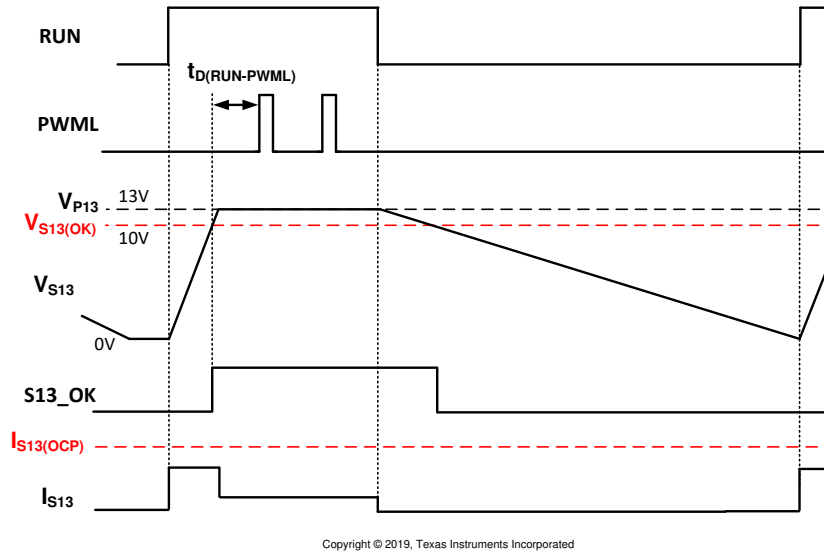 RUN
tD(RUN-PWML)
PWML
VP13
13V
VS13(OK)
10V
VS13
0V
S13_OK
IS13(OCP)
IS13
Copyright © 2019, Texas Instruments Incorporated